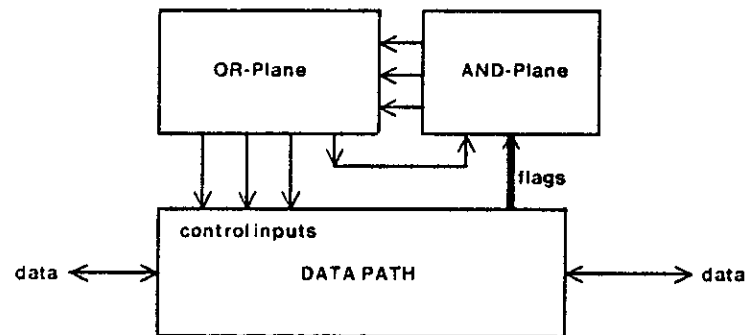 OR-Plane
AND-Plane
flags
control inputs
data
DATA PATH
data